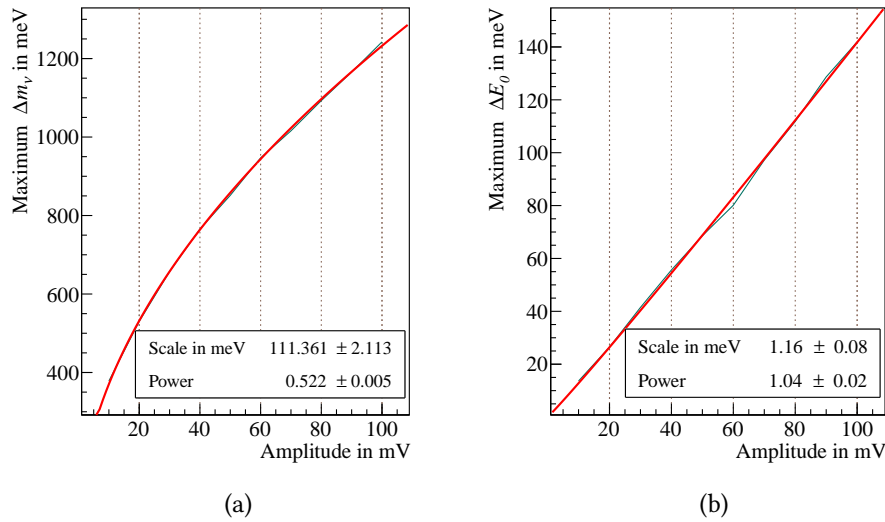 Maximum Δmν in meV
1200
1000
800
600
400
Scale in meV 111.361 ± 2.113
Power 0.522 ± 0.005
20 40 60 80 100
Amplitude in mV
(a)
Maximum ΔE0 in meV
140
120
100
80
60
40
20
Scale in meV 1.16 ± 0.08
Power 1.04 ± 0.02
20 40 60 80 100
Amplitude in mV
(b)